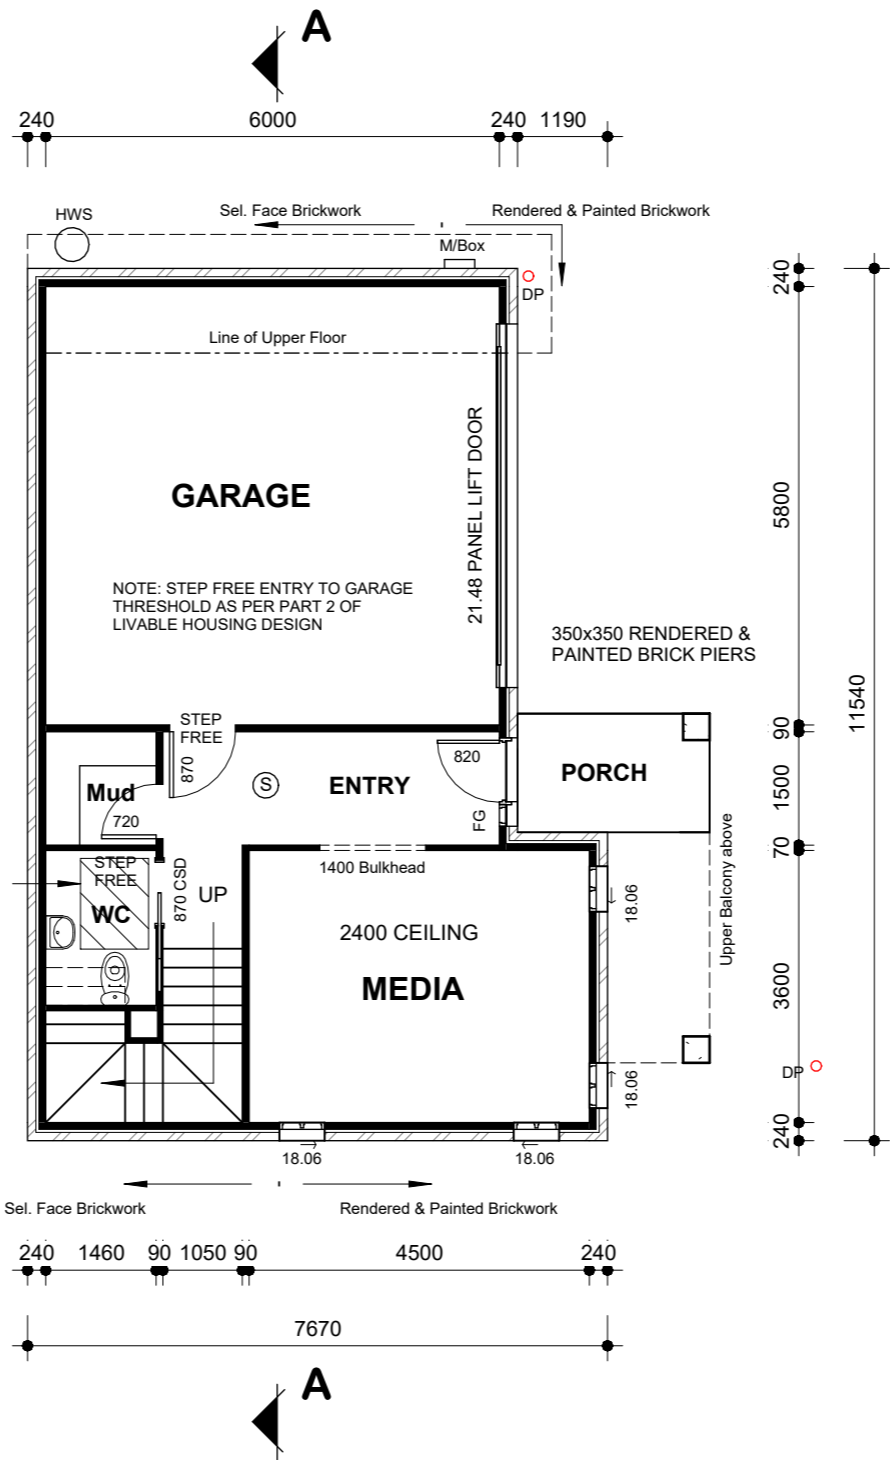 A
240 6000 240 1190
HWS
Sel. Face Brickwork
Rendered & Painted Brickwork
M/Box
DP
Line of Upper Floor
240
GARAGE
21.48 PANEL LIFT DOOR
5800
NOTE: STEP FREE ENTRY TO GARAGE
THRESHOLD AS PER PART 2 OF
LIVABLE HOUSING DESIGN
350x350 RENDERED &
PAINTED BRICK PIERS
11540
STEP
FREE
870
90
820
S
ENTRY
PORCH
Mud
720
1500
FG
70
1400 Bulkhead
STEP
FREE
870 CSD
UP
WC
18.06
Upper Balcony above
2400 CEILING
MEDIA
3600
DP
18.06
240
18.06
18.06
Sel. Face Brickwork
Rendered & Painted Brickwork
240 1460 90 1050 90 4500 240
7670
A